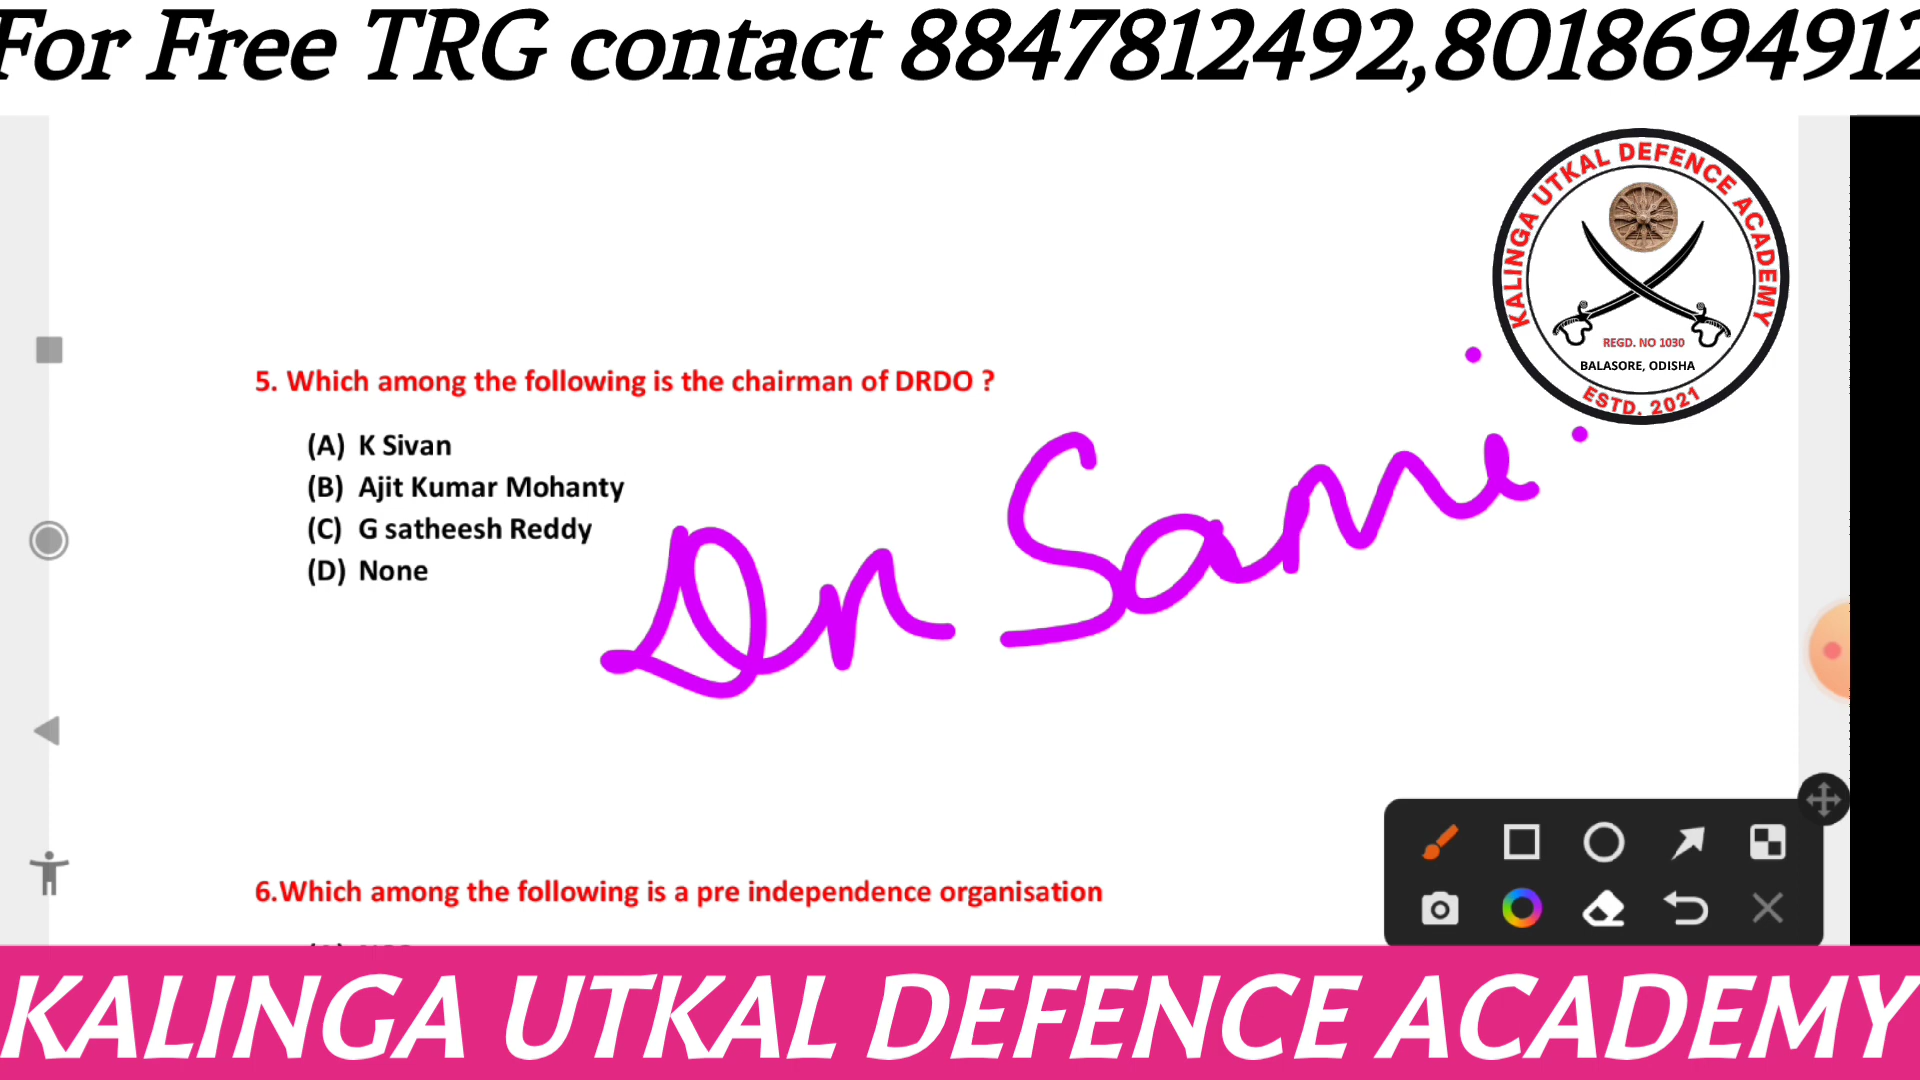 For Free TRG contact 8847812492,8018694912
KALINGA UTKAL DEFENCE ACADEMY
REGD. NO 1030
BALASORE, ODISHA
ESTD. 2021
5. Which among the following is the chairman of DRDO ?
(A) K Sivan
(B) Ajit Kumar Mohanty
(C) G satheesh Reddy
(D) None
Dr Sami
6.Which among the following is a pre independence organisation
KALINGA UTKAL DEFENCE ACADEMY